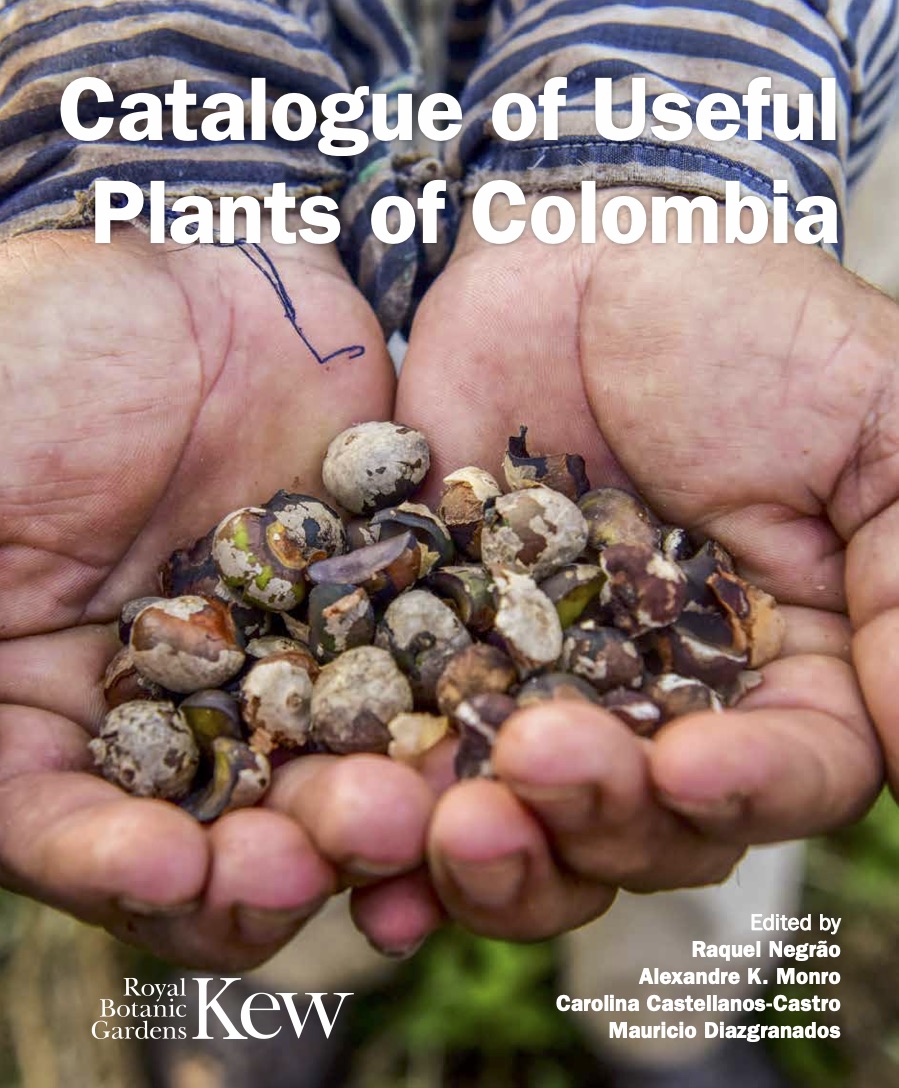 Catalogue of Useful
Plants of Colombia
Edited by
Raquel Negrão
Alexandre K. Monro
Carolina Castellanos-Castro
Mauricio Diazgranados
Royal
Botanic
Gardens Kew